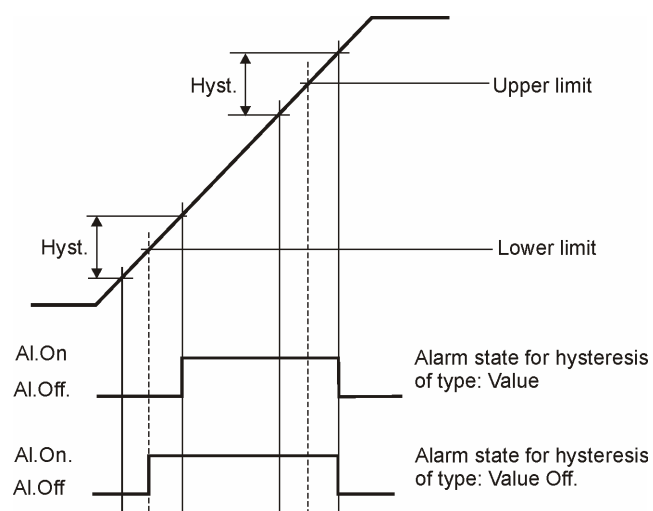 Hyst.
Upper limit
Hyst.
Lower limit
Al.On
Al.Off.
Alarm state for hysteresis
of type: Value
Al.On.
Al.Off
Alarm state for hysteresis
of type: Value Off.